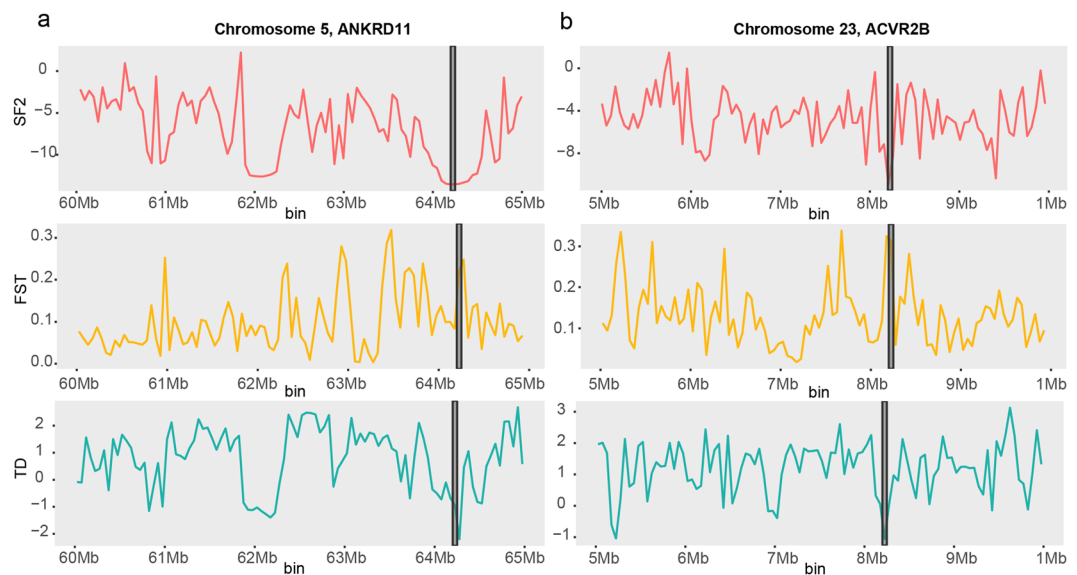 a
Chromosome 5, ANKRD11
SF2
0
−5
−10
60Mb 61Mb 62Mb 63Mb 64Mb 65Mb
bin
FST
0.3
0.2
0.1
0.0
60Mb 61Mb 62Mb 63Mb 64Mb 65Mb
bin
TD
2
1
0
−1
−2
60Mb 61Mb 62Mb 63Mb 64Mb 65Mb
bin
b
Chromosome 23, ACVR2B
0
−4
−8
5Mb 6Mb 7Mb 8Mb 9Mb 1Mb
bin
0.3
0.2
0.1
5Mb 6Mb 7Mb 8Mb 9Mb 1Mb
bin
3
2
1
0
−1
5Mb 6Mb 7Mb 8Mb 9Mb 1Mb
bin